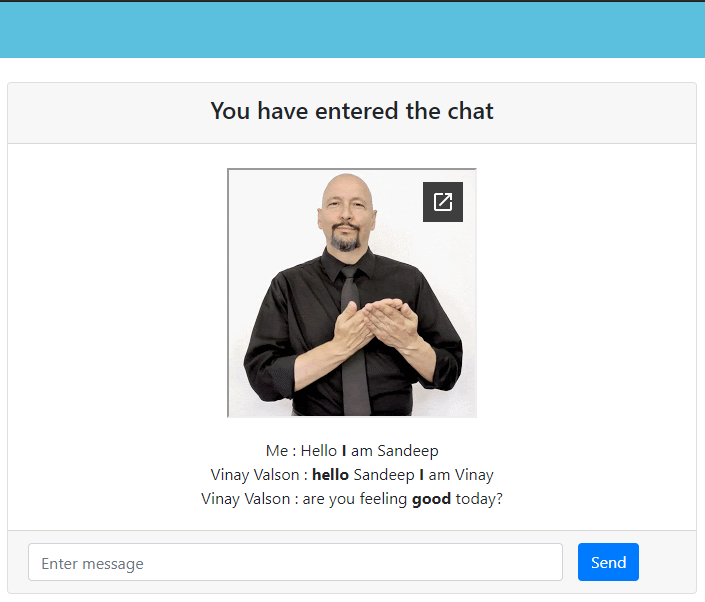 You have entered the chat
Me : Hello I am Sandeep
Vinay Valson : hello Sandeep I am Vinay
Vinay Valson : are you feeling good today?
Enter message
Send